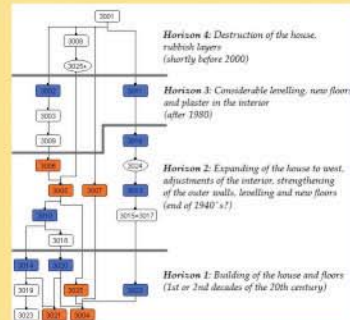 3001
3008
3025+
Horizon 4: Destruction of the house,
rubbish layers
(shortly before 2000)
3002
3003
3009
Horizon 3: Considerable levelling, new floors
and plaster in the interior
(after 1980)
3024
3007
3015=3017
3016
Horizon 2: Expanding of the house to west,
adjustments of the interior, strengthening
of the outer walls, levelling and new floors
(end of 1940´s?)
3019
3023
3021
3004
Horizon 1: Building of the house and floors
(1st or 2nd decades of the 20th century)